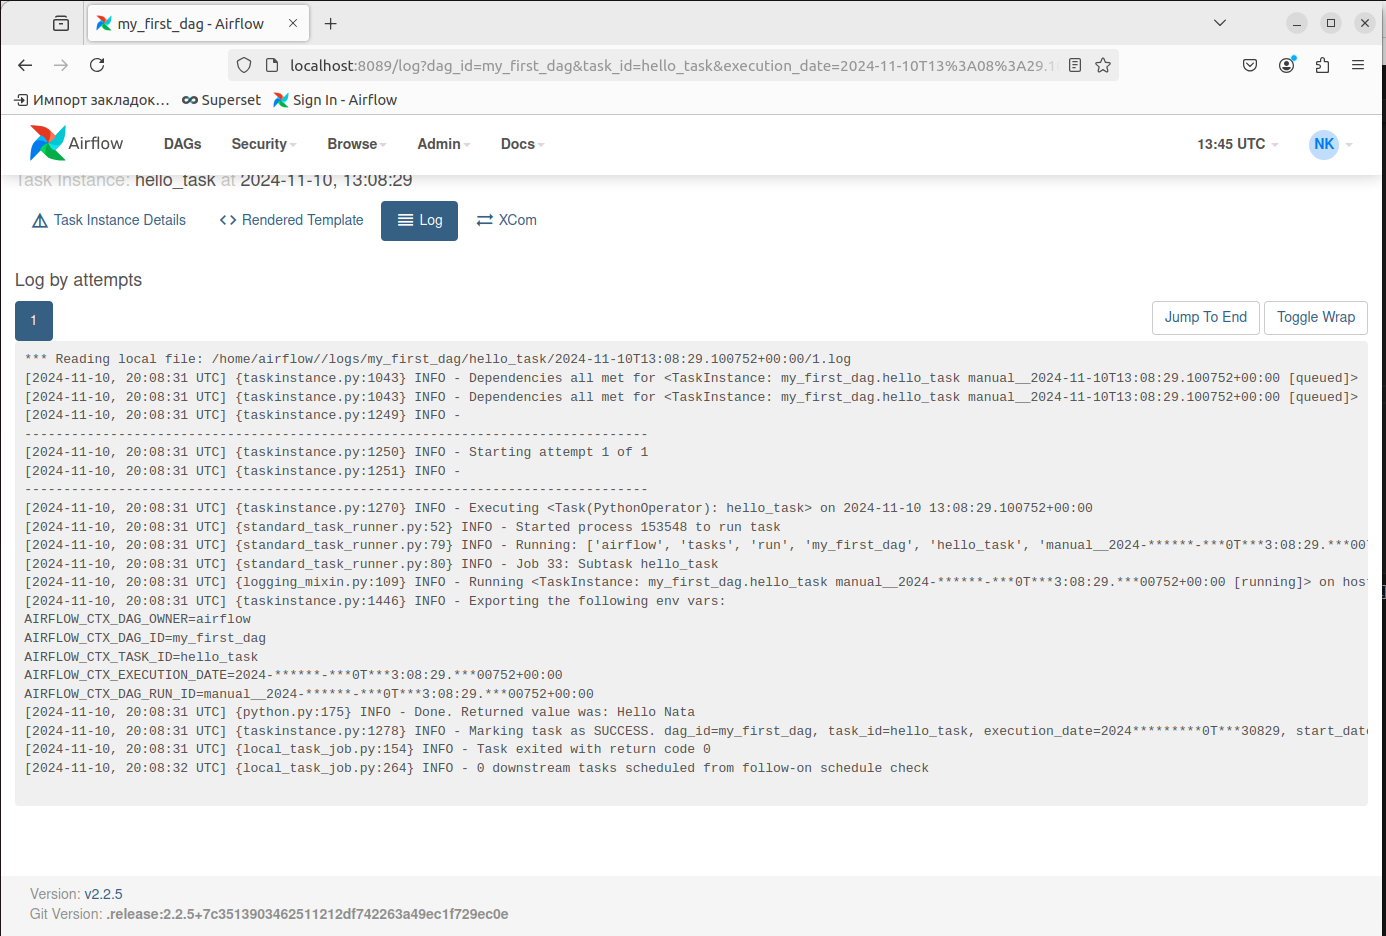 my_first_dag - Airflow
localhost:8089/log?dag_id=my_first_dag&task_id=hello_task&execution_date=2024-11-10T13%3A08%3A29.1
Импорт закладок… Superset Sign In - Airflow
Airflow DAGs Security Browse Admin Docs 13:45 UTC NK
Task Instance: hello_task at 2024-11-10, 13:08:29
Task Instance Details <> Rendered Template Log XCom
Log by attempts
1 Jump To End Toggle Wrap
*** Reading local file: /home/airflow//logs/my_first_dag/hello_task/2024-11-10T13:08:29.100752+00:00/1.log
[2024-11-10, 20:08:31 UTC] {taskinstance.py:1043} INFO - Dependencies all met for <TaskInstance: my_first_dag.hello_task manual__2024-11-10T13:08:29.100752+00:00 [queued]>
[2024-11-10, 20:08:31 UTC] {taskinstance.py:1043} INFO - Dependencies all met for <TaskInstance: my_first_dag.hello_task manual__2024-11-10T13:08:29.100752+00:00 [queued]>
[2024-11-10, 20:08:31 UTC] {taskinstance.py:1249} INFO -
--------------------------------------------------------------------------------
[2024-11-10, 20:08:31 UTC] {taskinstance.py:1250} INFO - Starting attempt 1 of 1
[2024-11-10, 20:08:31 UTC] {taskinstance.py:1251} INFO -
--------------------------------------------------------------------------------
[2024-11-10, 20:08:31 UTC] {taskinstance.py:1270} INFO - Executing <Task(PythonOperator): hello_task> on 2024-11-10 13:08:29.100752+00:00
[2024-11-10, 20:08:31 UTC] {standard_task_runner.py:52} INFO - Started process 153548 to run task
[2024-11-10, 20:08:31 UTC] {standard_task_runner.py:79} INFO - Running: ['airflow', 'tasks', 'run', 'my_first_dag', 'hello_task', 'manual__2024-******-***0T***3:08:29.***00
[2024-11-10, 20:08:31 UTC] {standard_task_runner.py:80} INFO - Job 33: Subtask hello_task
[2024-11-10, 20:08:31 UTC] {logging_mixin.py:109} INFO - Running <TaskInstance: my_first_dag.hello_task manual__2024-******-***0T***3:08:29.***00752+00:00 [running]> on hos
[2024-11-10, 20:08:31 UTC] {taskinstance.py:1446} INFO - Exporting the following env vars:
AIRFLOW_CTX_DAG_OWNER=airflow
AIRFLOW_CTX_DAG_ID=my_first_dag
AIRFLOW_CTX_TASK_ID=hello_task
AIRFLOW_CTX_EXECUTION_DATE=2024-******-***0T***3:08:29.***00752+00:00
AIRFLOW_CTX_DAG_RUN_ID=manual__2024-******-***0T***3:08:29.***00752+00:00
[2024-11-10, 20:08:31 UTC] {python.py:175} INFO - Done. Returned value was: Hello Nata
[2024-11-10, 20:08:31 UTC] {taskinstance.py:1278} INFO - Marking task as SUCCESS. dag_id=my_first_dag, task_id=hello_task, execution_date=2024*********0T***30829, start_dat
[2024-11-10, 20:08:31 UTC] {local_task_job.py:154} INFO - Task exited with return code 0
[2024-11-10, 20:08:32 UTC] {local_task_job.py:264} INFO - 0 downstream tasks scheduled from follow-on schedule check
Version: v2.2.5
Git Version: .release:2.2.5+7c3513903462511212df742263a49ec1f729ec0e